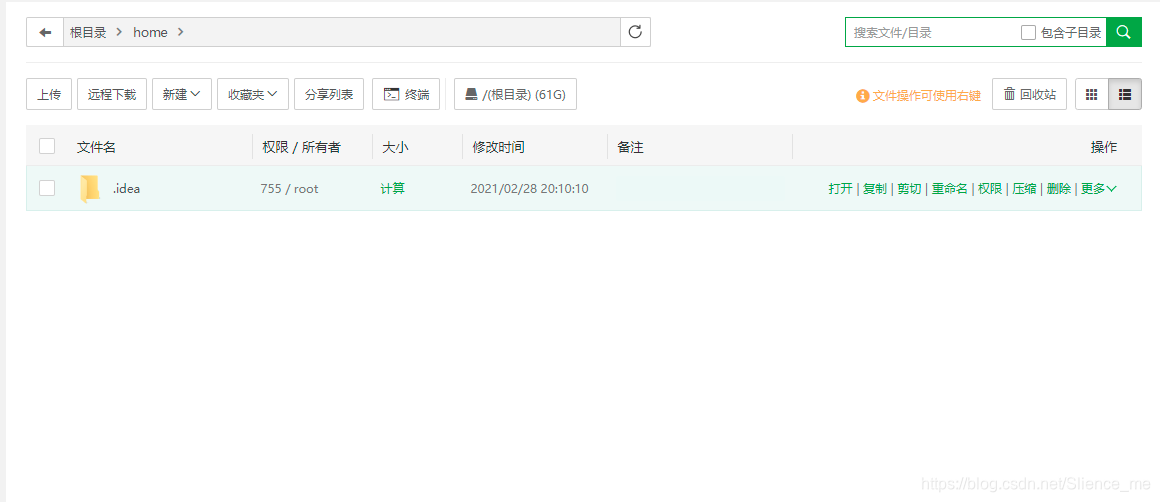 根目录 home
搜索文件/目录 包含子目录
上传 远程下载 新建 收藏夹 分享列表 终端 /(根目录) (61G) 文件操作可使用右键 回收站
文件名 权限 / 所有者 大小 修改时间 备注 操作
.idea 755 / root 计算 2021/02/28 20:10:10 打开 | 复制 | 剪切 | 重命名 | 权限 | 压缩 | 删除 | 更多
https://blog.csdn.net/Slience_me